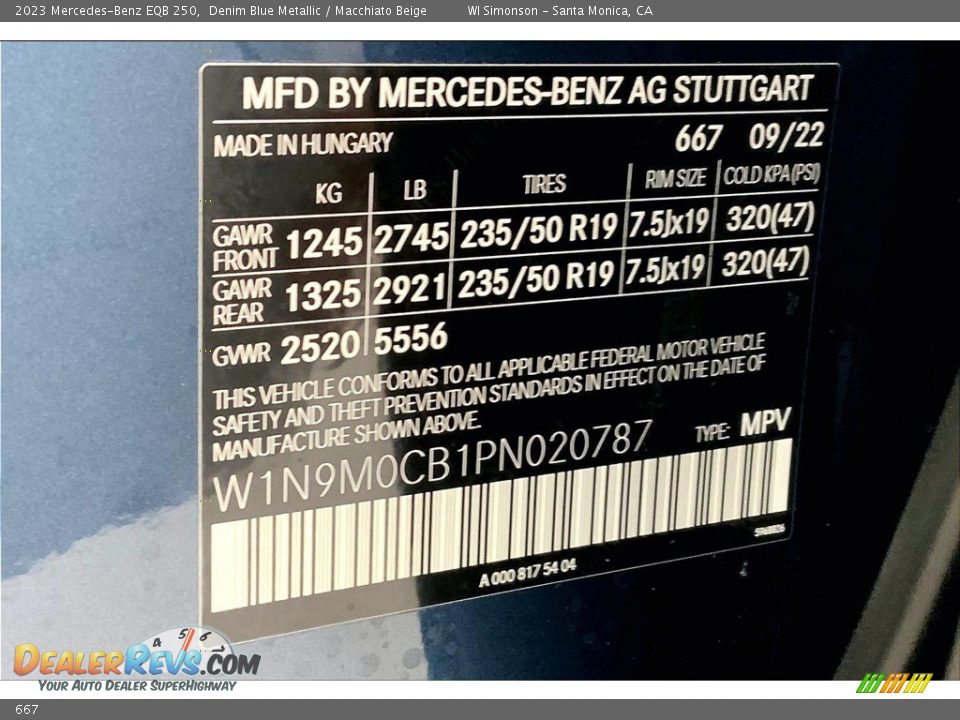 2023 Mercedes-Benz EQB 250, Denim Blue Metallic / Macchiato Beige WI Simonson - Santa Monica, CA
MFD BY MERCEDES-BENZ AG STUTTGART
MADE IN HUNGARY 667 09/22
KG LB TIRES RIM SIZE COLD KPA(PSI)
GAWR FRONT 1245 2745 235/50 R19 7.5Jx19 320(47)
GAWR REAR 1325 2921 235/50 R19 7.5Jx19 320(47)
GVWR 2520 5556
THIS VEHICLE CONFORMS TO ALL APPLICABLE FEDERAL MOTOR VEHICLE
SAFETY AND THEFT PREVENTION STANDARDS IN EFFECT ON THE DATE OF
MANUFACTURE SHOWN ABOVE.
W1N9M0CB1PN020787 TYPE: MPV
A 000 817 54 04
4 5 6
DEALERREVS.COM
YOUR AUTO DEALER SUPERHIGHWAY
667